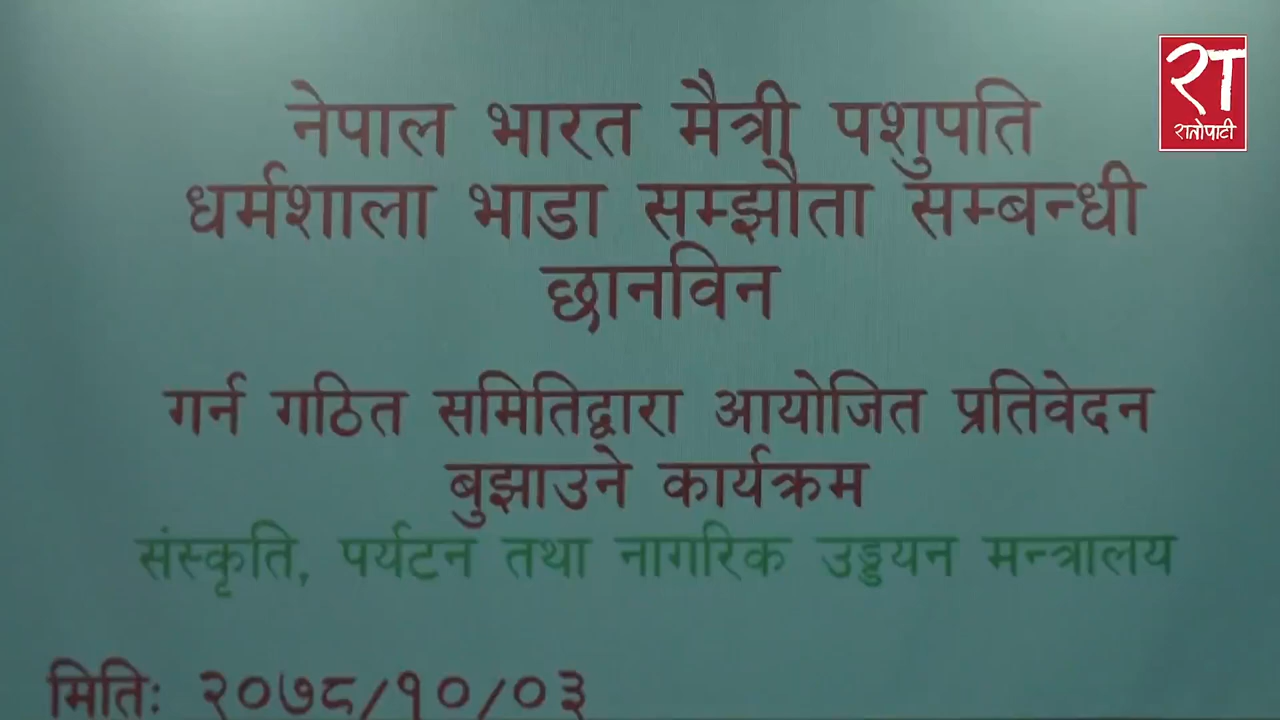 नेपाल भारत मैत्री पशुपति
धर्मशाला भाडा सम्झौता सम्बन्धी
छानविन
गर्न गठित समितिद्वारा आयोजित प्रतिवेदन
बुझाउने कार्यक्रम
संस्कृति, पर्यटन तथा नागरिक उड्डयन मन्त्रालय
मितिः २०७८/१०/०३
रा
रातोपाटी